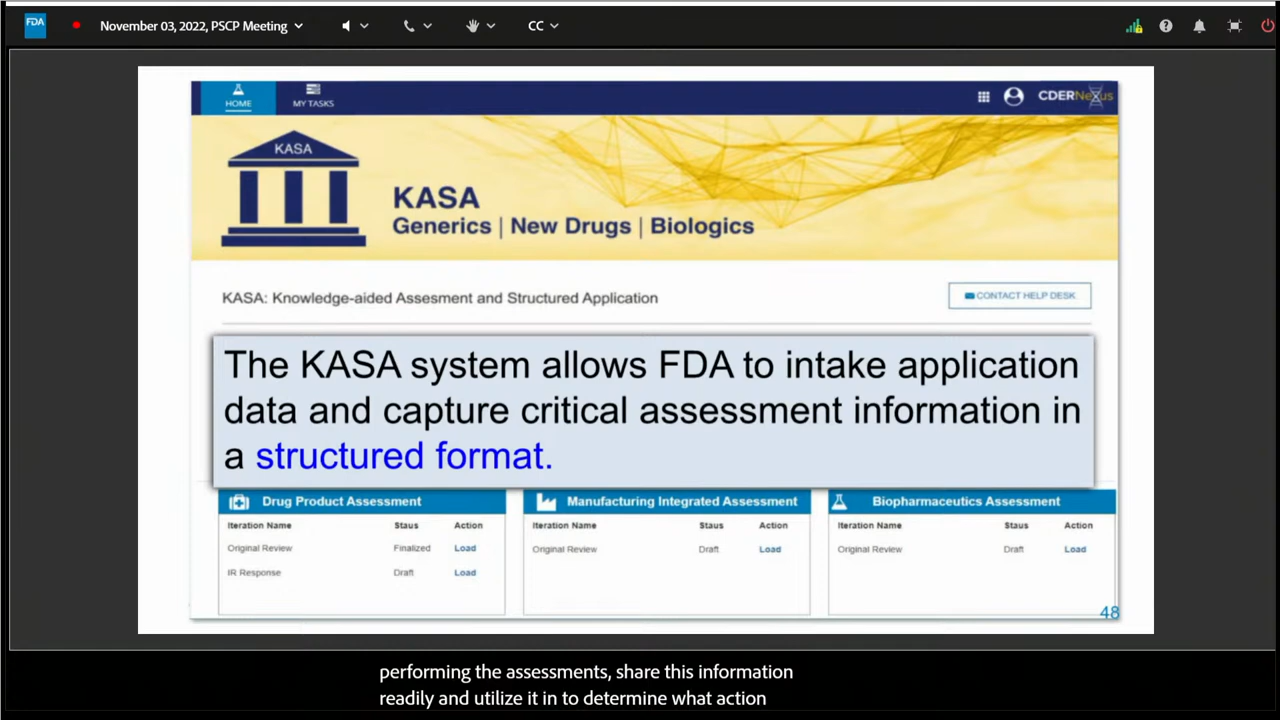 FDA
November 03, 2022, PSCP Meeting
CC
HOME
MY TASKS
CDERNexus
KASA
KASA
Generics | New Drugs | Biologics
KASA: Knowledge-aided Assesment and Structured Application
CONTACT HELP DESK
The KASA system allows FDA to intake application
data and capture critical assessment information in
a structured format.
Drug Product Assessment
Iteration Name Staus Action
Original Review Finalized Load
IR Response Draft Load
Manufacturing Integrated Assessment
Iteration Name Staus Action
Original Review Draft Load
Biopharmaceutics Assessment
Iteration Name Staus Action
Original Review Draft Load
48
performing the assessments, share this information
readily and utilize it in to determine what action